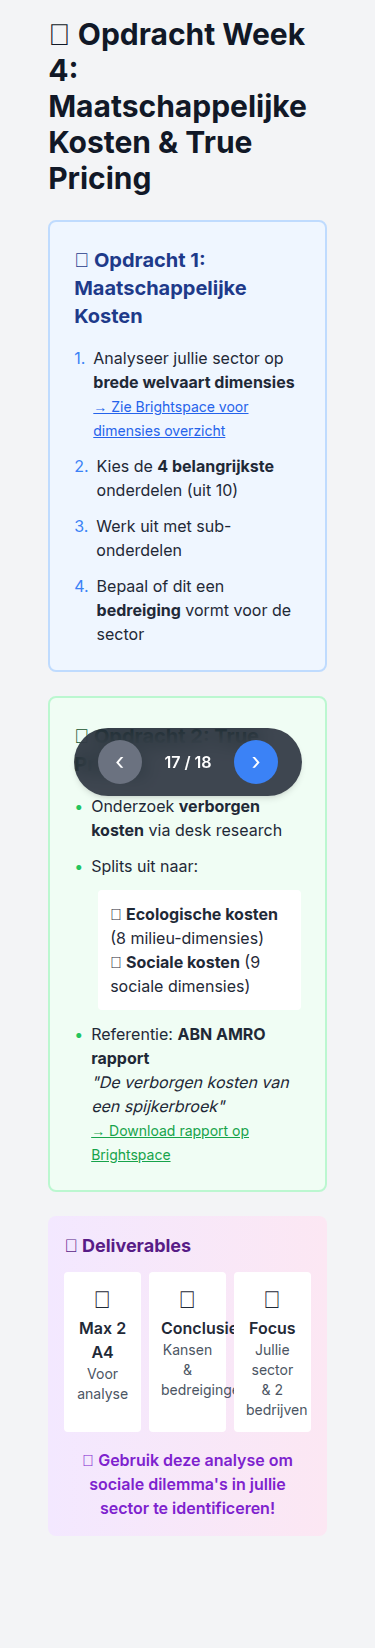 Opdracht Week
4:
Maatschappelijke
Kosten & True
Pricing
Opdracht 1:
Maatschappelijke
Kosten
1. Analyseer jullie sector op
brede welvaart dimensies
→ Zie Brightspace voor
dimensies overzicht
2. Kies de 4 belangrijkste
onderdelen (uit 10)
3. Werk uit met sub-
onderdelen
4. Bepaal of dit een
bedreiging vormt voor de
sector
Opdracht 2: True
‹ 17 / 18 ›
• Onderzoek verborgen
kosten via desk research
• Splits uit naar:
Ecologische kosten
(8 milieu-dimensies)
Sociale kosten (9
sociale dimensies)
• Referentie: ABN AMRO
rapport
"De verborgen kosten van
een spijkerbroek"
→ Download rapport op
Brightspace
Deliverables
Max 2
A4
Voor
analyse
Conclusie
Kansen
&
bedreiginge
Focus
Jullie
sector
& 2
bedrijven
Gebruik deze analyse om
sociale dilemma's in jullie
sector te identificeren!